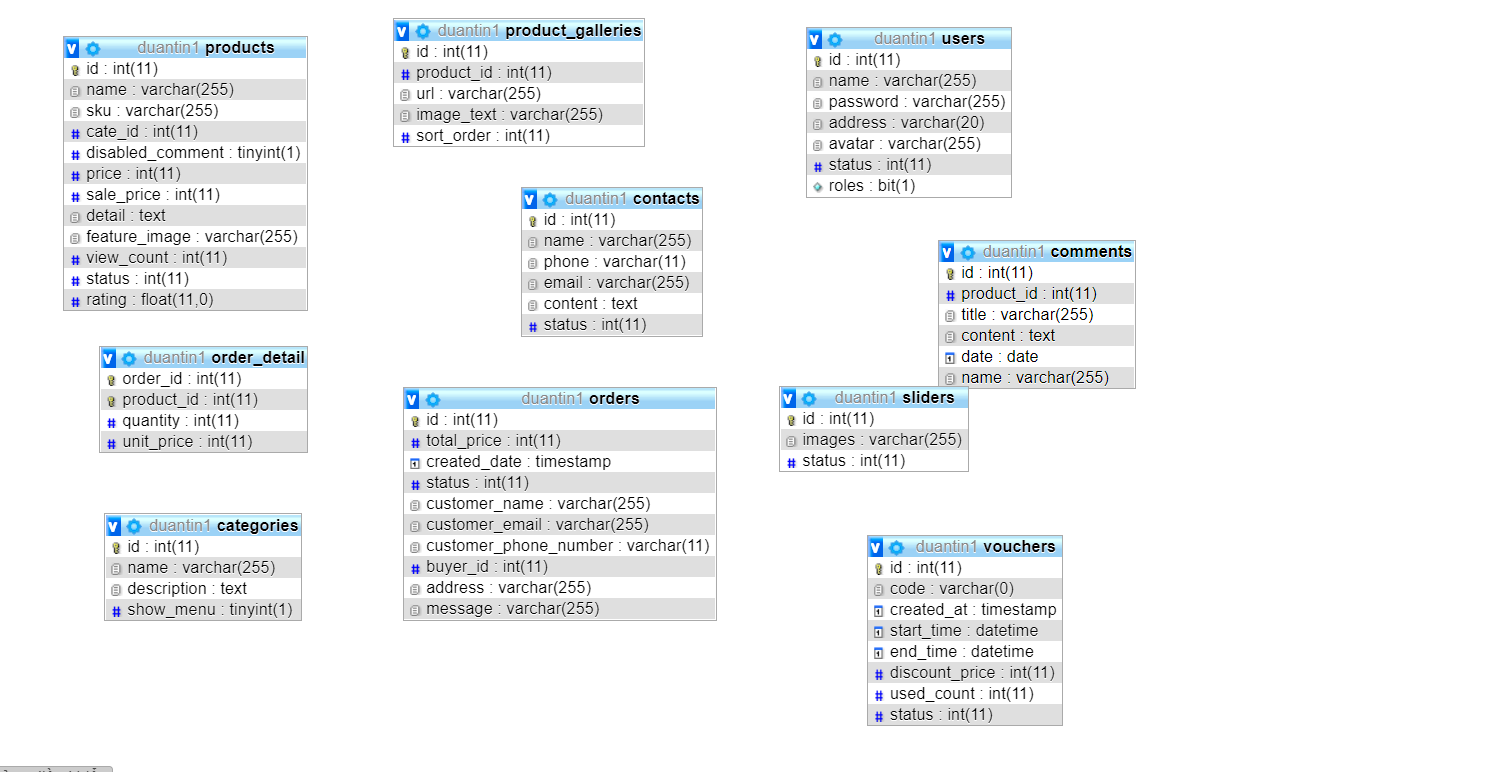 duantin1 products
id : int(11)
name : varchar(255)
sku : varchar(255)
cate_id : int(11)
disabled_comment : tinyint(1)
price : int(11)
sale_price : int(11)
detail : text
feature_image : varchar(255)
view_count : int(11)
status : int(11)
rating : float(11,0)
duantin1 product_galleries
id : int(11)
product_id : int(11)
url : varchar(255)
image_text : varchar(255)
sort_order : int(11)
duantin1 users
id : int(11)
name : varchar(255)
password : varchar(255)
address : varchar(20)
avatar : varchar(255)
status : int(11)
roles : bit(1)
duantin1 contacts
id : int(11)
name : varchar(255)
phone : varchar(11)
email : varchar(255)
content : text
status : int(11)
duantin1 comments
id : int(11)
product_id : int(11)
title : varchar(255)
content : text
date : date
name : varchar(255)
duantin1 order_detail
order_id : int(11)
product_id : int(11)
quantity : int(11)
unit_price : int(11)
duantin1 orders
id : int(11)
total_price : int(11)
created_date : timestamp
status : int(11)
customer_name : varchar(255)
customer_email : varchar(255)
customer_phone_number : varchar(11)
buyer_id : int(11)
address : varchar(255)
message : varchar(255)
duantin1 sliders
id : int(11)
images : varchar(255)
status : int(11)
duantin1 categories
id : int(11)
name : varchar(255)
description : text
show_menu : tinyint(1)
duantin1 vouchers
id : int(11)
code : varchar(0)
created_at : timestamp
start_time : datetime
end_time : datetime
discount_price : int(11)
used_count : int(11)
status : int(11)